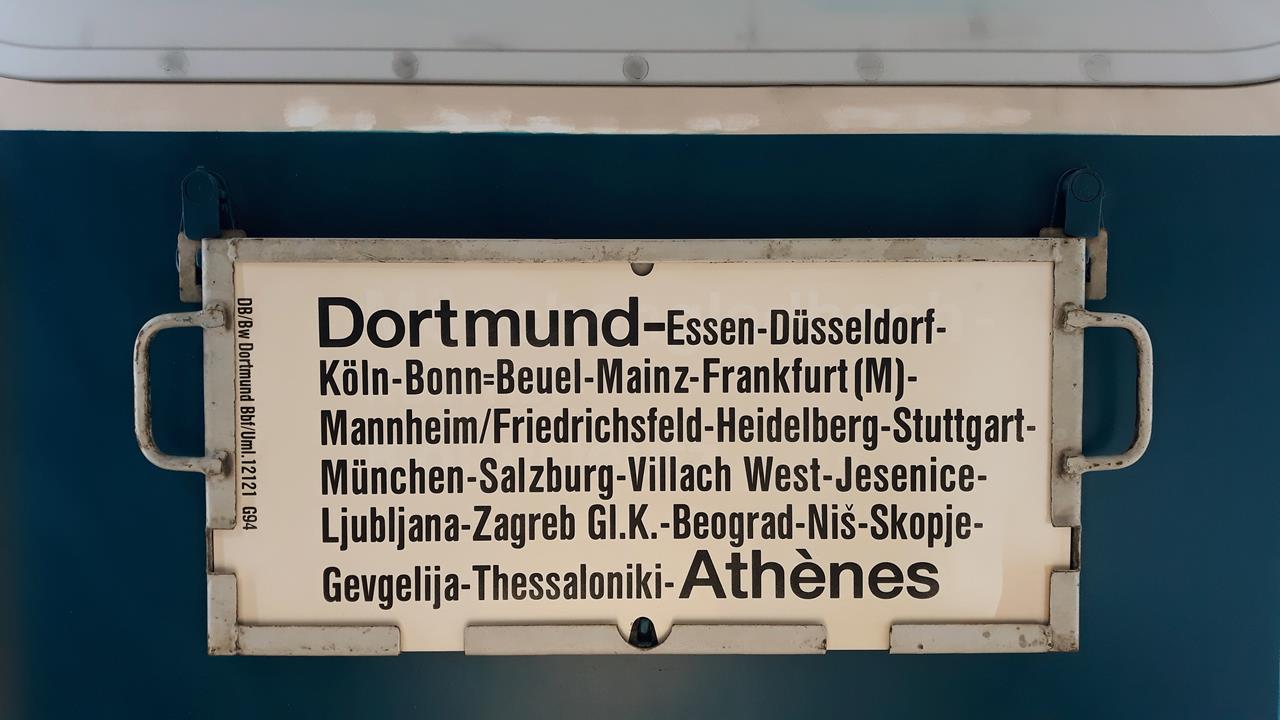 Dortmund-Essen-Düsseldorf-
Köln-Bonn=Beuel-Mainz-Frankfurt(M)-
Mannheim/Friedrichsfeld-Heidelberg-Stuttgart-
München-Salzburg-Villach West-Jesenice-
Ljubljana-Zagreb Gl.K.-Beograd-Niš-Skopje-
Gevgelija-Thessaloniki-Athènes
DB/Bw Dortmund Bbf/Uml.12121 G94